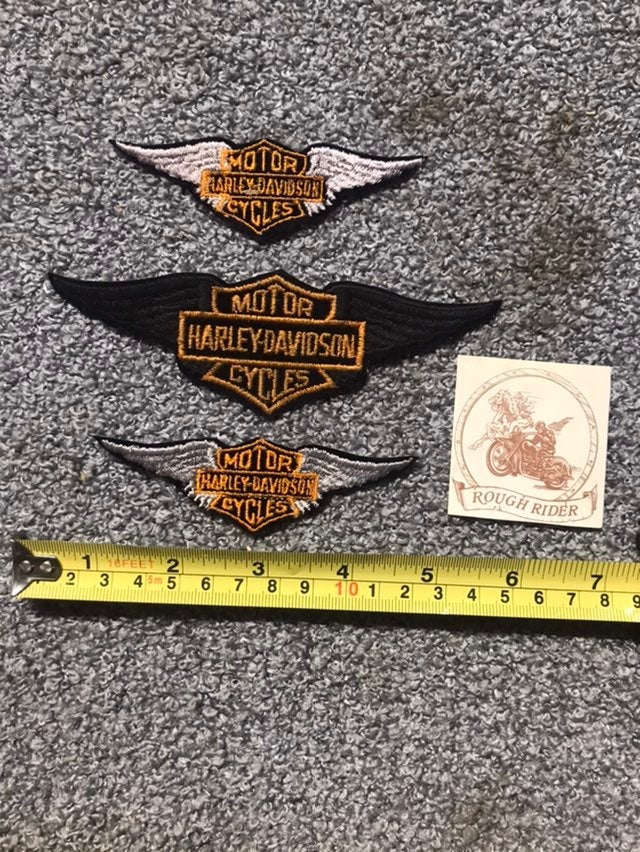 MOTOR
HARLEY-DAVIDSON
CYCLES
MOTOR
HARLEY-DAVIDSON
CYCLES
MOTOR
HARLEY-DAVIDSON
CYCLES
ROUGH RIDER
1 16FEET 2 3 4 5 6 7
2 3 4 5m 5 6 7 8 9 10 1 2 3 4 5 6 7 8 9